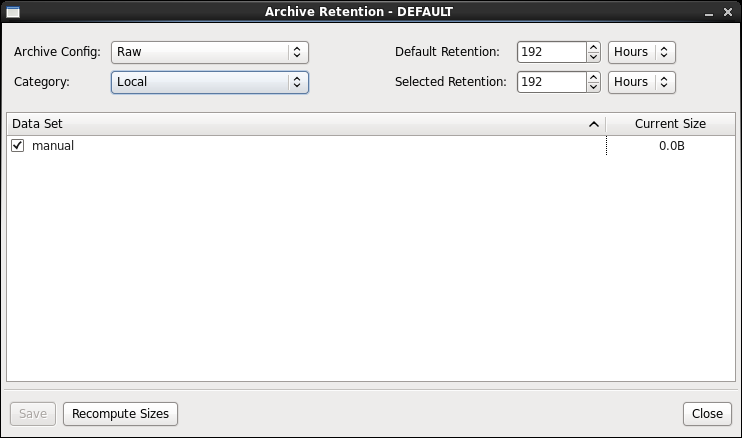 Archive Retention - DEFAULT
Archive Config: Raw Default Retention: 192 Hours
Category: Local Selected Retention: 192 Hours
Data Set Current Size
manual 0.0B
Save Recompute Sizes Close